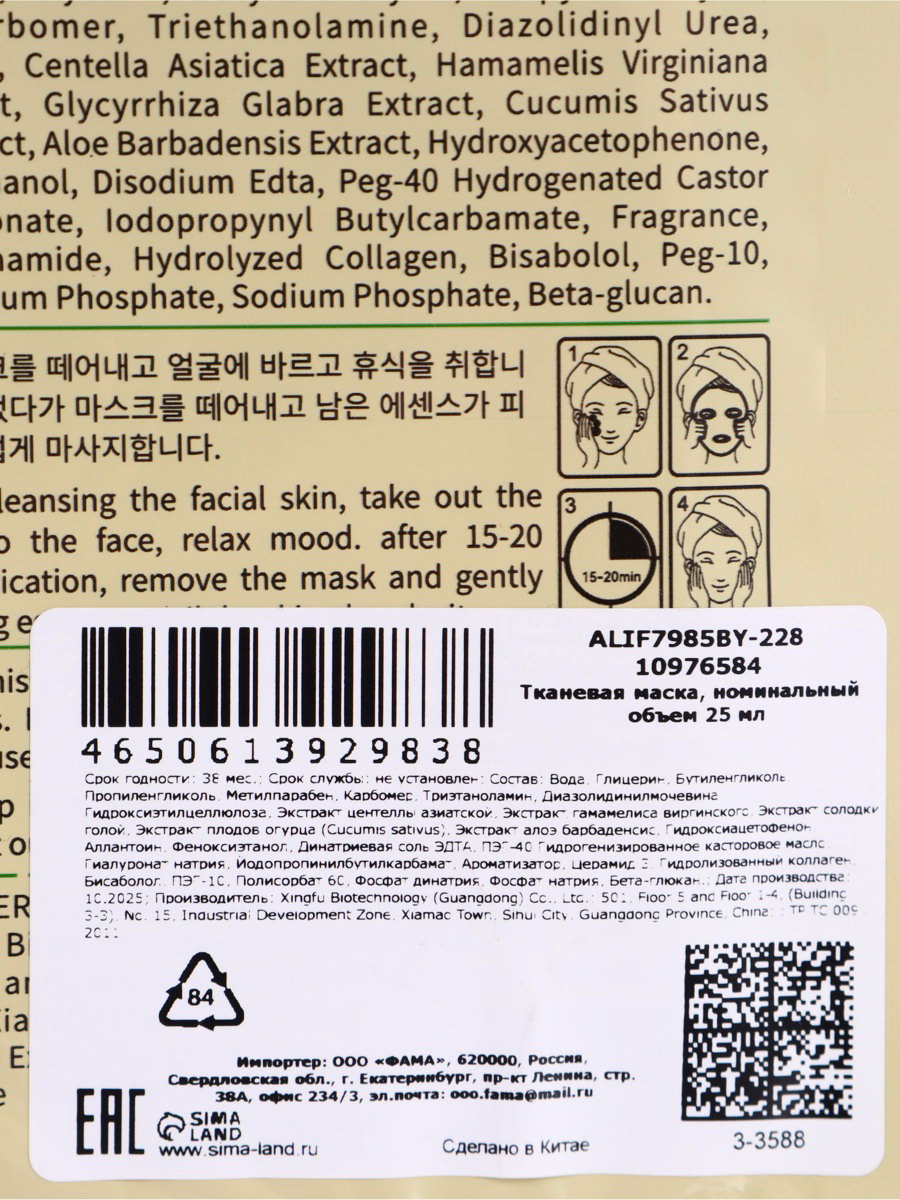 rbomer, Triethanolamine, Diazolidinyl Urea,
, Centella Asiatica Extract, Hamamelis Virginiana
t, Glycyrrhiza Glabra Extract, Cucumis Sativus
ct, Aloe Barbadensis Extract, Hydroxyacetophenone,
anol, Disodium Edta, Peg-40 Hydrogenated Castor
onate, Iodopropynyl Butylcarbamate, Fragrance,
namide, Hydrolyzed Collagen, Bisabolol, Peg-10,
um Phosphate, Sodium Phosphate, Beta-glucan.
크를 떼어내고 얼굴에 바르고 휴식을 취합니
었다가 마스크를 떼어내고 남은 에센스가 피
럽게 마사지합니다.
leansing the facial skin, take out the
o the face, relax mood. after 15-20
ication, remove the mask and gently
1
2
3
15-20min
4
ALIF7985BY-228
10976584
Тканевая маска, номинальный
объем 25 мл
4650613929838
Срок годности: 38 мес.; Срок службы: не установлен; Состав: Вода, Глицерин, Бутиленгликоль
Пропиленгликоль, Метилпарабен, Карбомер, Триэтаноламин, Диазолидинилмочевина
Гидроксиэтилцеллюлоза, Экстракт центеллы азиатской, Экстракт гамамелиса виргинского, Экстракт солодки
голой, Экстракт плодов огурца (Cucumis sativus), Экстракт алоэ барбаденсис, Гидроксиацетофенон
Аллантоин, Феноксиэтанол, Динатриевая соль ЭДТА, ПЭГ-40 Гидрогенизированное касторовое масло
Гиалуронат натрия, Йодопропинилбутилкарбамат, Ароматизатор, Церамид 3, Гидролизованный коллаген,
Бисаболол, ПЭГ-10, Полисорбат 60, Фосфат динатрия, Фосфат натрия, Бета-глюкан.; Дата производства:
10.2025; Производитель: Xingfu Biotechnology (Guangdong) Co., Ltd.: 501, Floor 5 and Floor 1-4, (Building
3-3), No. 15, Industrial Development Zone, Xiamao Town, Sihui City, Guangdong Province, China; ; ТР ТС 009
2011
84
Импортер: ООО «ФАМА», 620000, Россия,
Свердловская обл., г. Екатеринбург, пр-кт Ленина, стр.
38А, офис 234/3, эл.почта: ooo.fama@mail.ru
EAC
SIMA
LAND
www.sima-land.ru
Сделано в Китае
3-3588